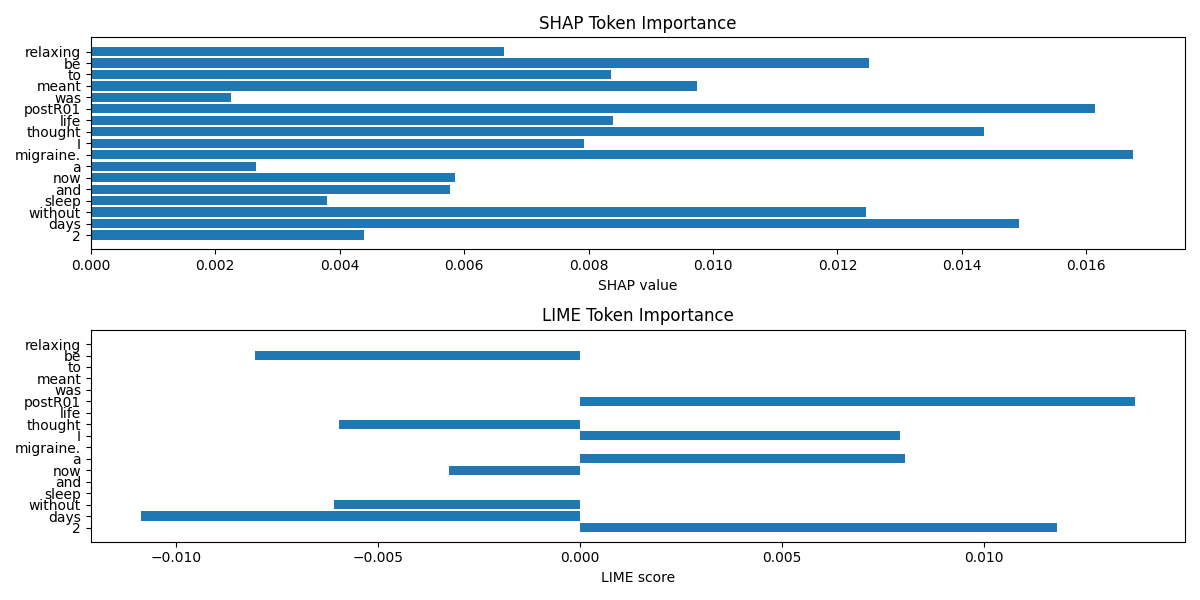 SHAP Token Importance
relaxing
be
to
meant
was
postR01
life
thought
I
migraine.
a
now
and
sleep
without
days
2
0.000 0.002 0.004 0.006 0.008 0.010 0.012 0.014 0.016
SHAP value
LIME Token Importance
relaxing
be
to
meant
was
postR01
life
thought
I
migraine.
a
now
and
sleep
without
days
2
−0.010 −0.005 0.000 0.005 0.010
LIME score